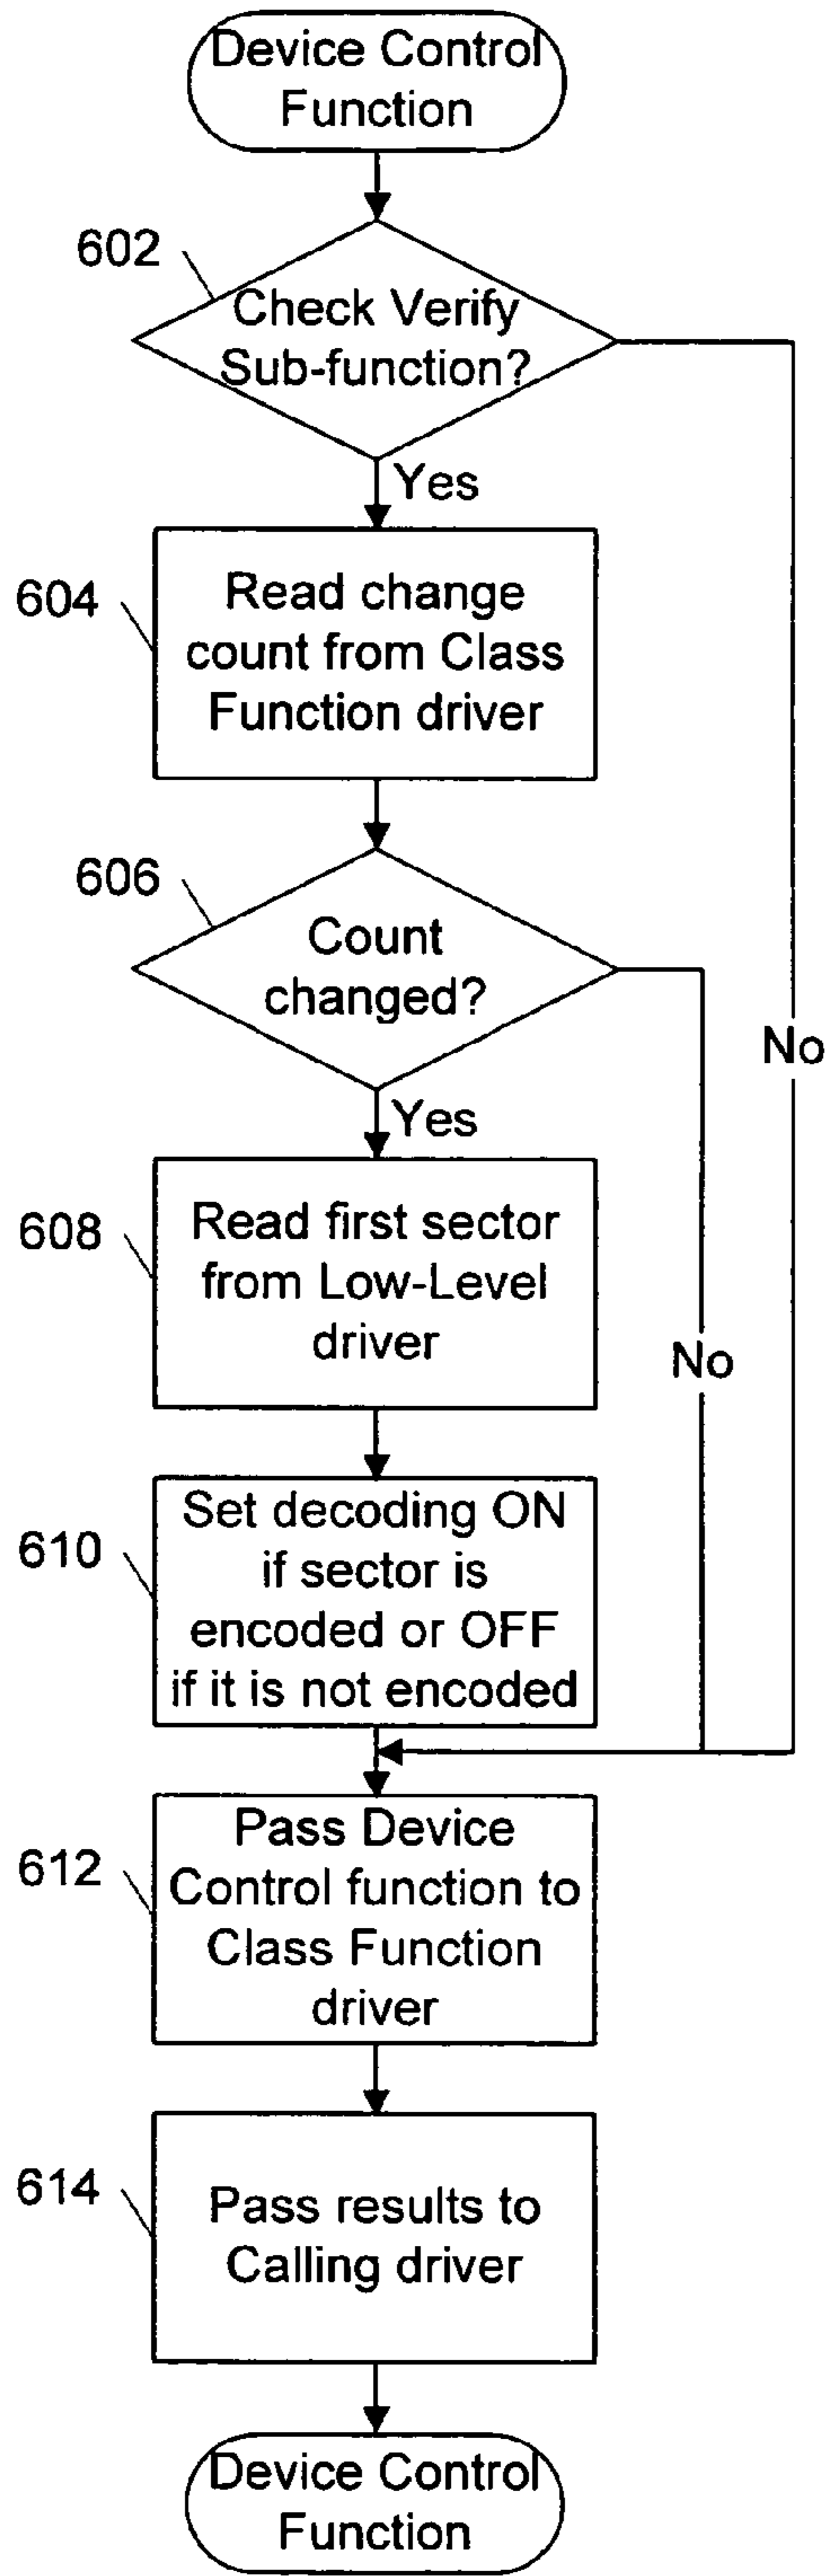 Device Control
Function
602
Check Verify
Sub-function?
Yes
604
Read change
count from Class
Function driver
606
Count
changed?
No
Yes
608
Read first sector
from Low-Level
driver
No
610
Set decoding ON
if sector is
encoded or OFF
if it is not encoded
612
Pass Device
Control function to
Class Function
driver
614
Pass results to
Calling driver
Device Control
Function